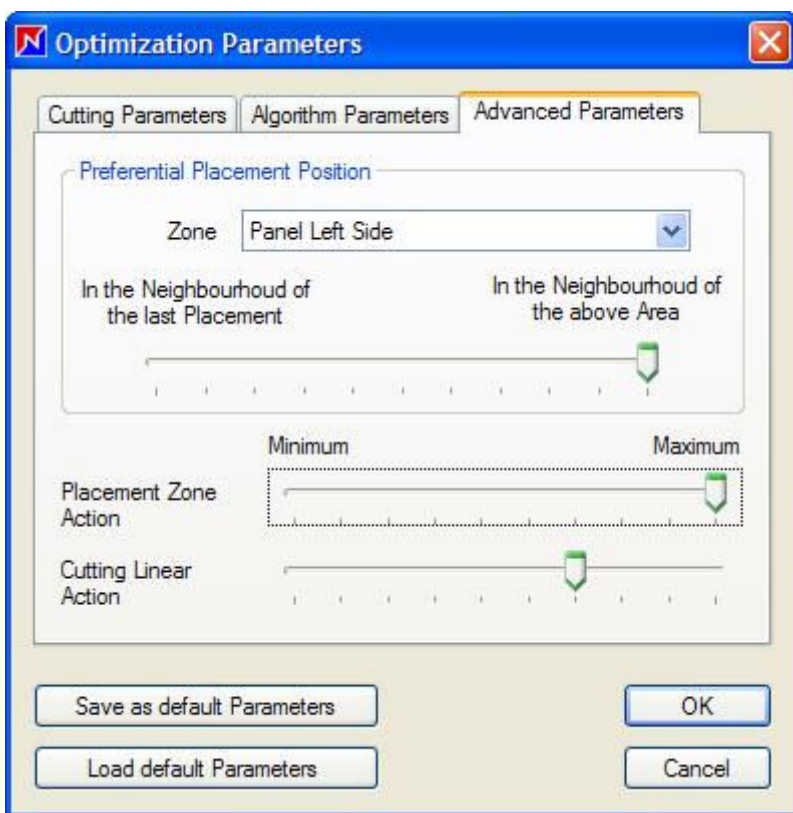 Optimization Parameters
Cutting Parameters
Algorithm Parameters
Advanced Parameters
Preferential Placement Position
Zone
Panel Left Side
In the Neighbourhoud of
the last Placement
In the Neighbourhoud of
the above Area
Minimum
Maximum
Placement Zone
Action
Cutting Linear
Action
Save as default Parameters
OK
Load default Parameters
Cancel